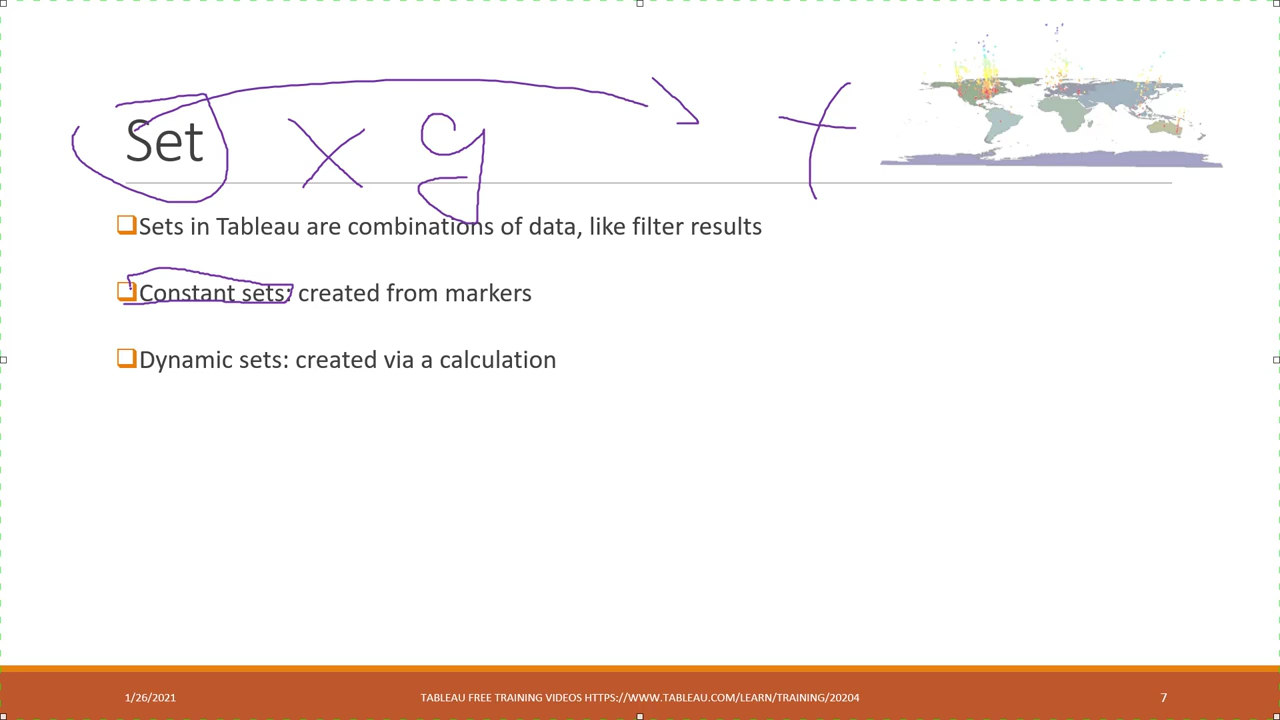 Set x g f
Sets in Tableau are combinations of data, like filter results
Constant sets: created from markers
Dynamic sets: created via a calculation
1/26/2021 TABLEAU FREE TRAINING VIDEOS HTTPS://WWW.TABLEAU.COM/LEARN/TRAINING/20204 7